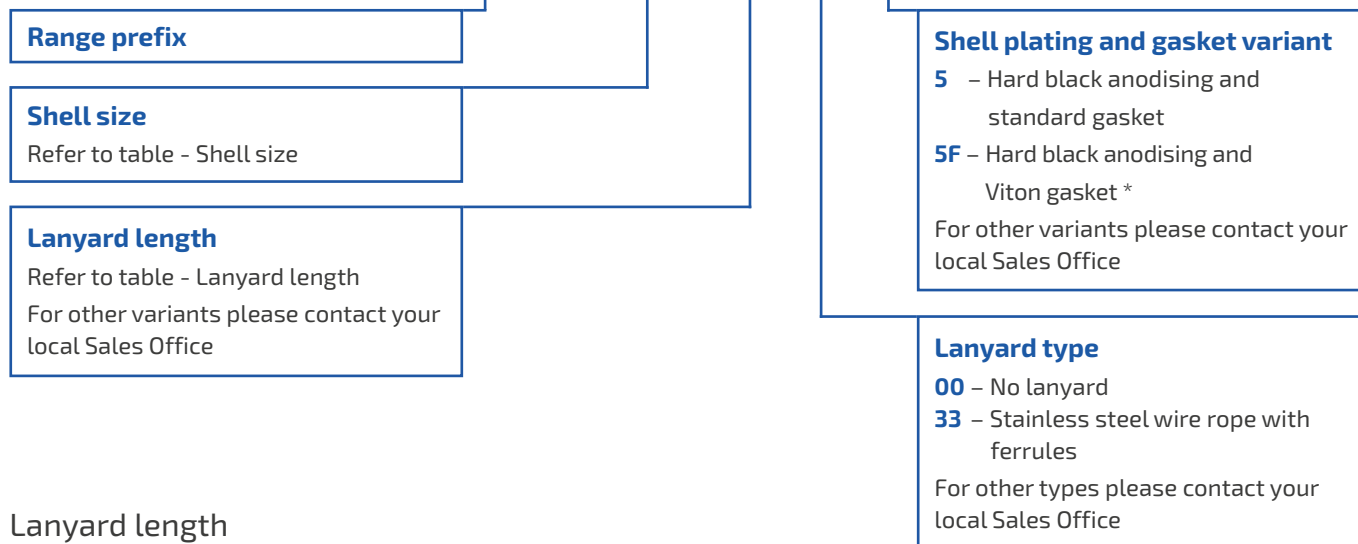 Range prefix
Shell size
Refer to table - Shell size
Lanyard length
Refer to table - Lanyard length
For other variants please contact your
local Sales Office
Shell plating and gasket variant
5 – Hard black anodising and
standard gasket
5F – Hard black anodising and
Viton gasket *
For other variants please contact your
local Sales Office
Lanyard type
00 – No lanyard
33 – Stainless steel wire rope with
ferrules
For other types please contact your
local Sales Office
Lanyard length